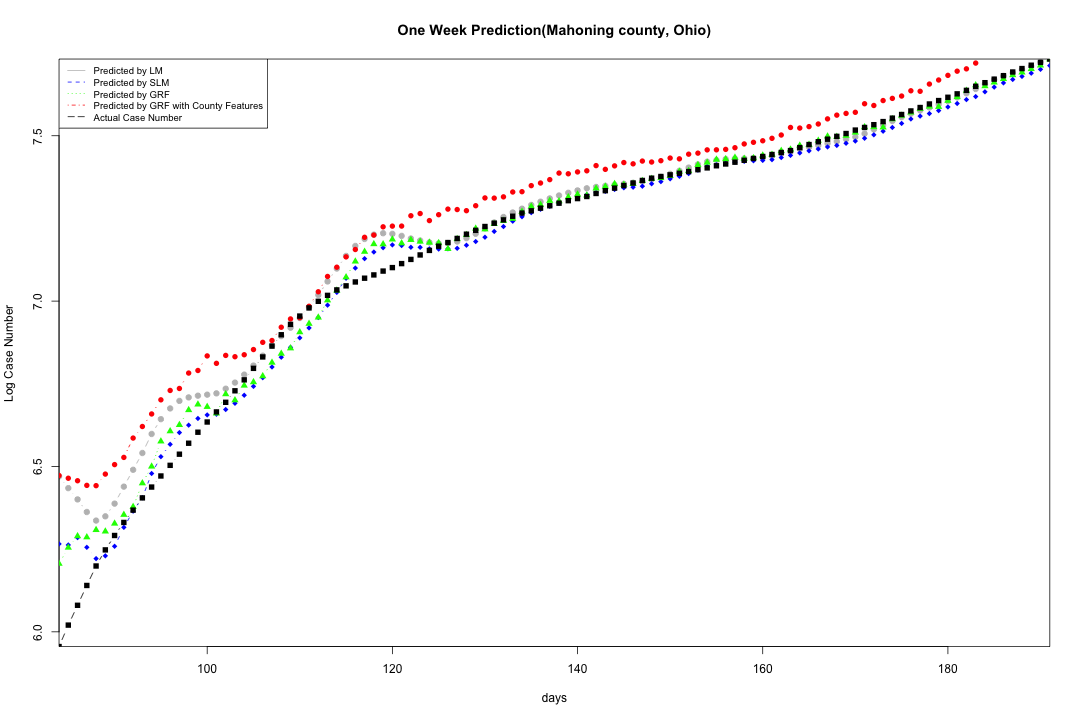 One Week Prediction(Mahoning county, Ohio)
Predicted by LM
Predicted by SLM
Predicted by GRF
Predicted by GRF with County Features
Actual Case Number
Log Case Number
7.5
7.0
6.5
6.0
100 120 140 160 180
days